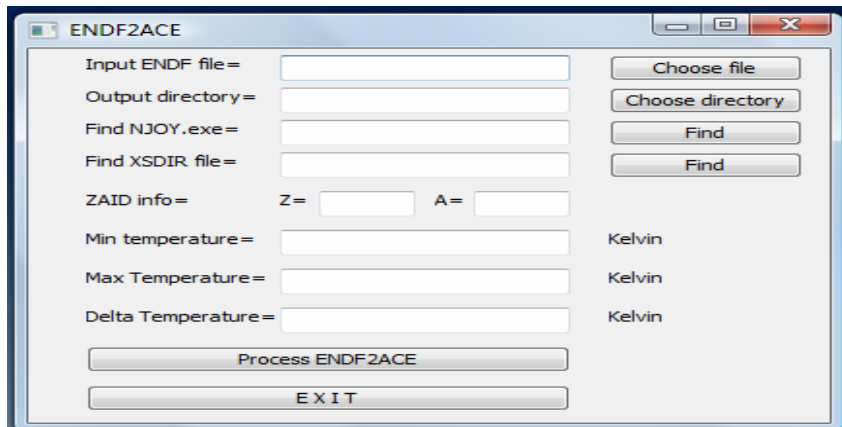 ENDF2ACE
Input ENDF file= Choose file
Output directory= Choose directory
Find NJOY.exe= Find
Find XSDIR file= Find
ZAID info= Z= A=
Min temperature= Kelvin
Max Temperature= Kelvin
Delta Temperature= Kelvin
Process ENDF2ACE
E X I T